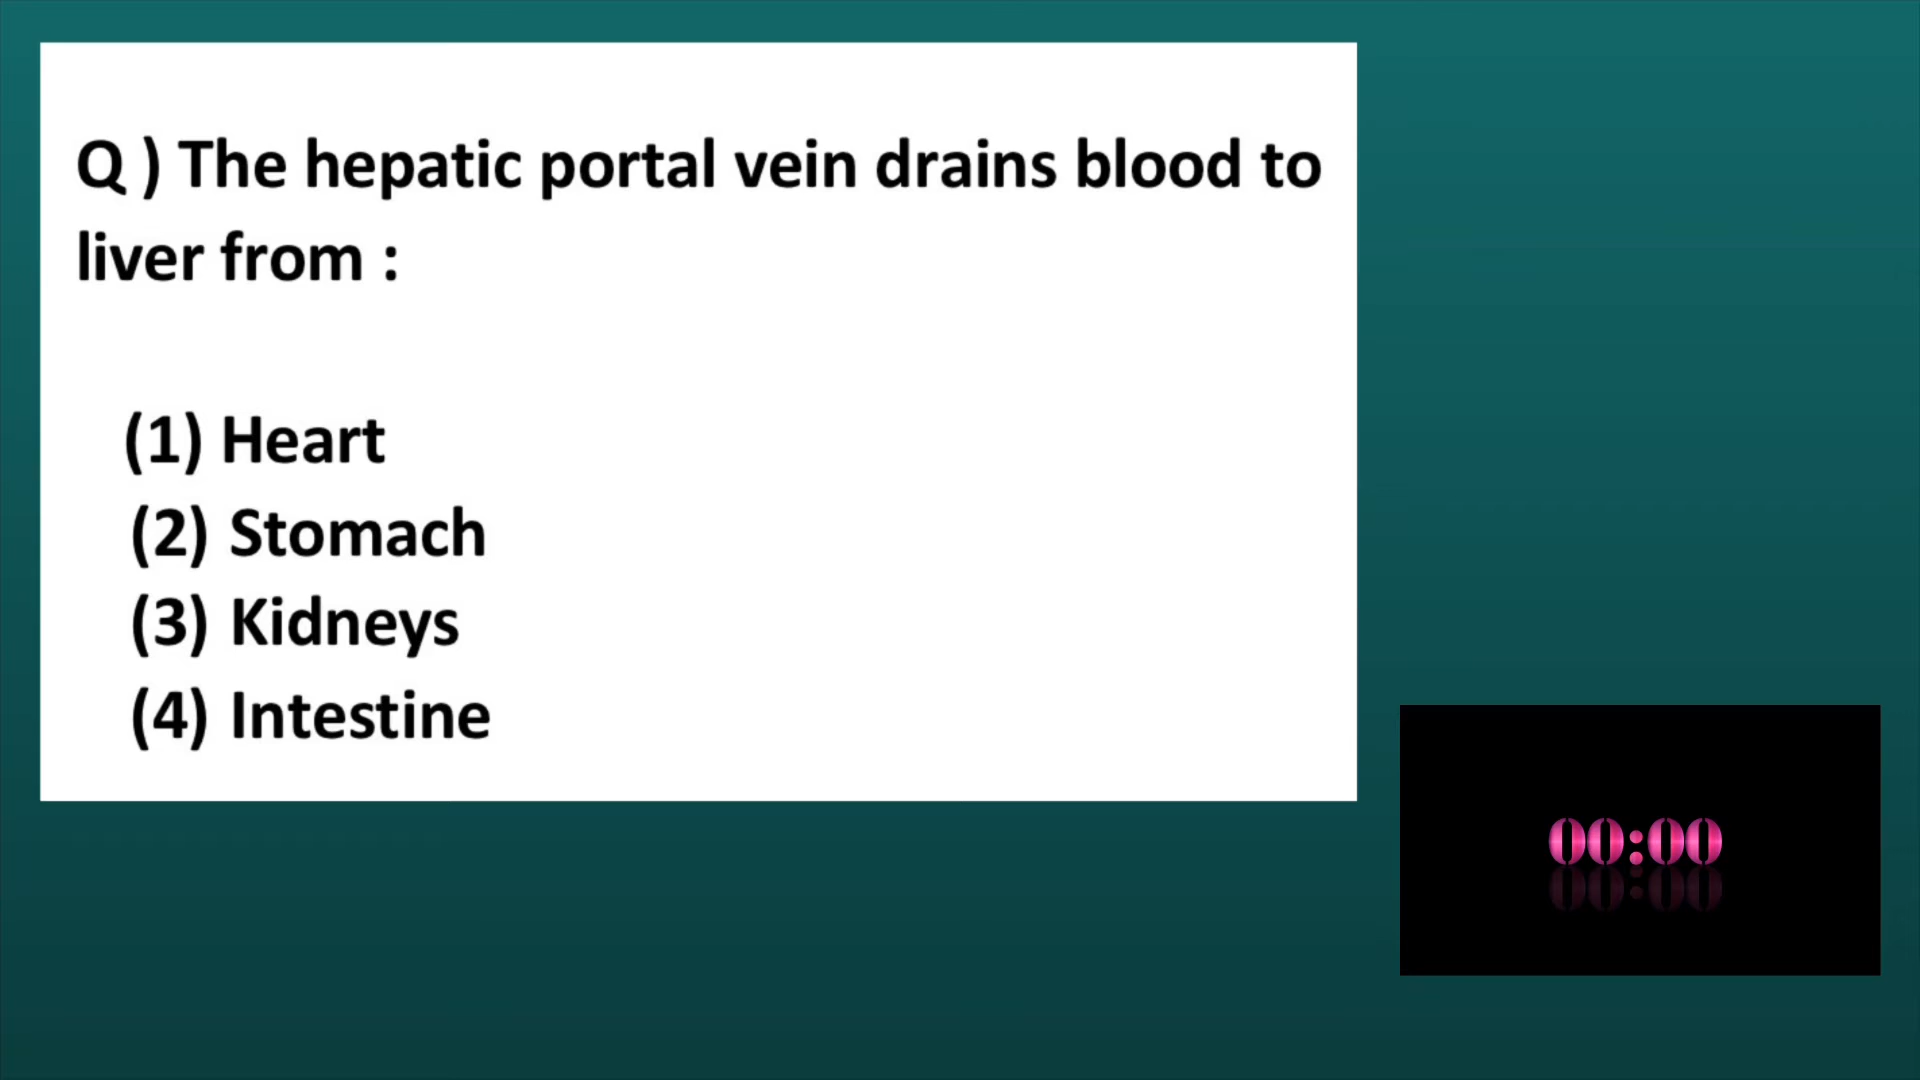 Q ) The hepatic portal vein drains blood to
liver from :
(1) Heart
(2) Stomach
(3) Kidneys
(4) Intestine
00:00